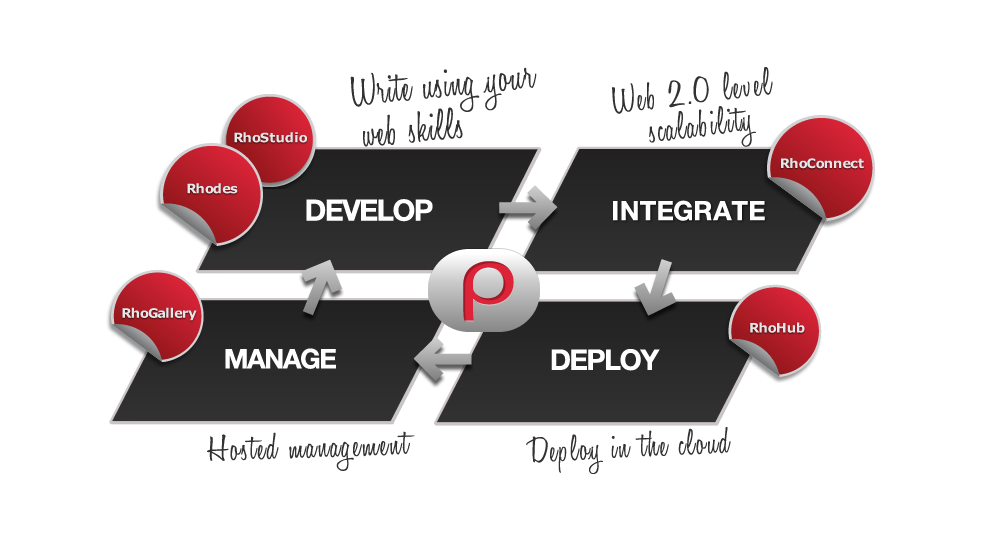 Write using your
web skills
Web 2.0 level
scalability
RhoStudio
Rhodes
RhoConnect
DEVELOP
INTEGRATE
ρ
RhoGallery
RhoHub
MANAGE
DEPLOY
Hosted management
Deploy in the cloud